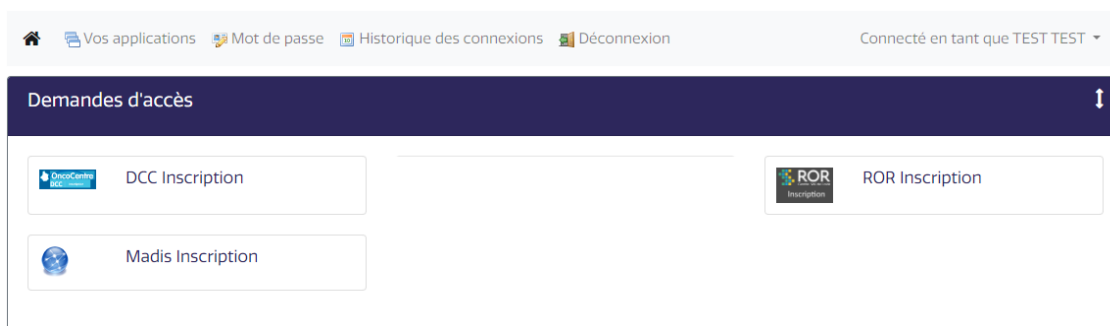 Vos applications Mot de passe Historique des connexions Déconnexion Connecté en tant que TEST TEST
Demandes d'accès
OncoCentre
DCC
DCC Inscription
ROR
Inscription
ROR Inscription
Madis Inscription